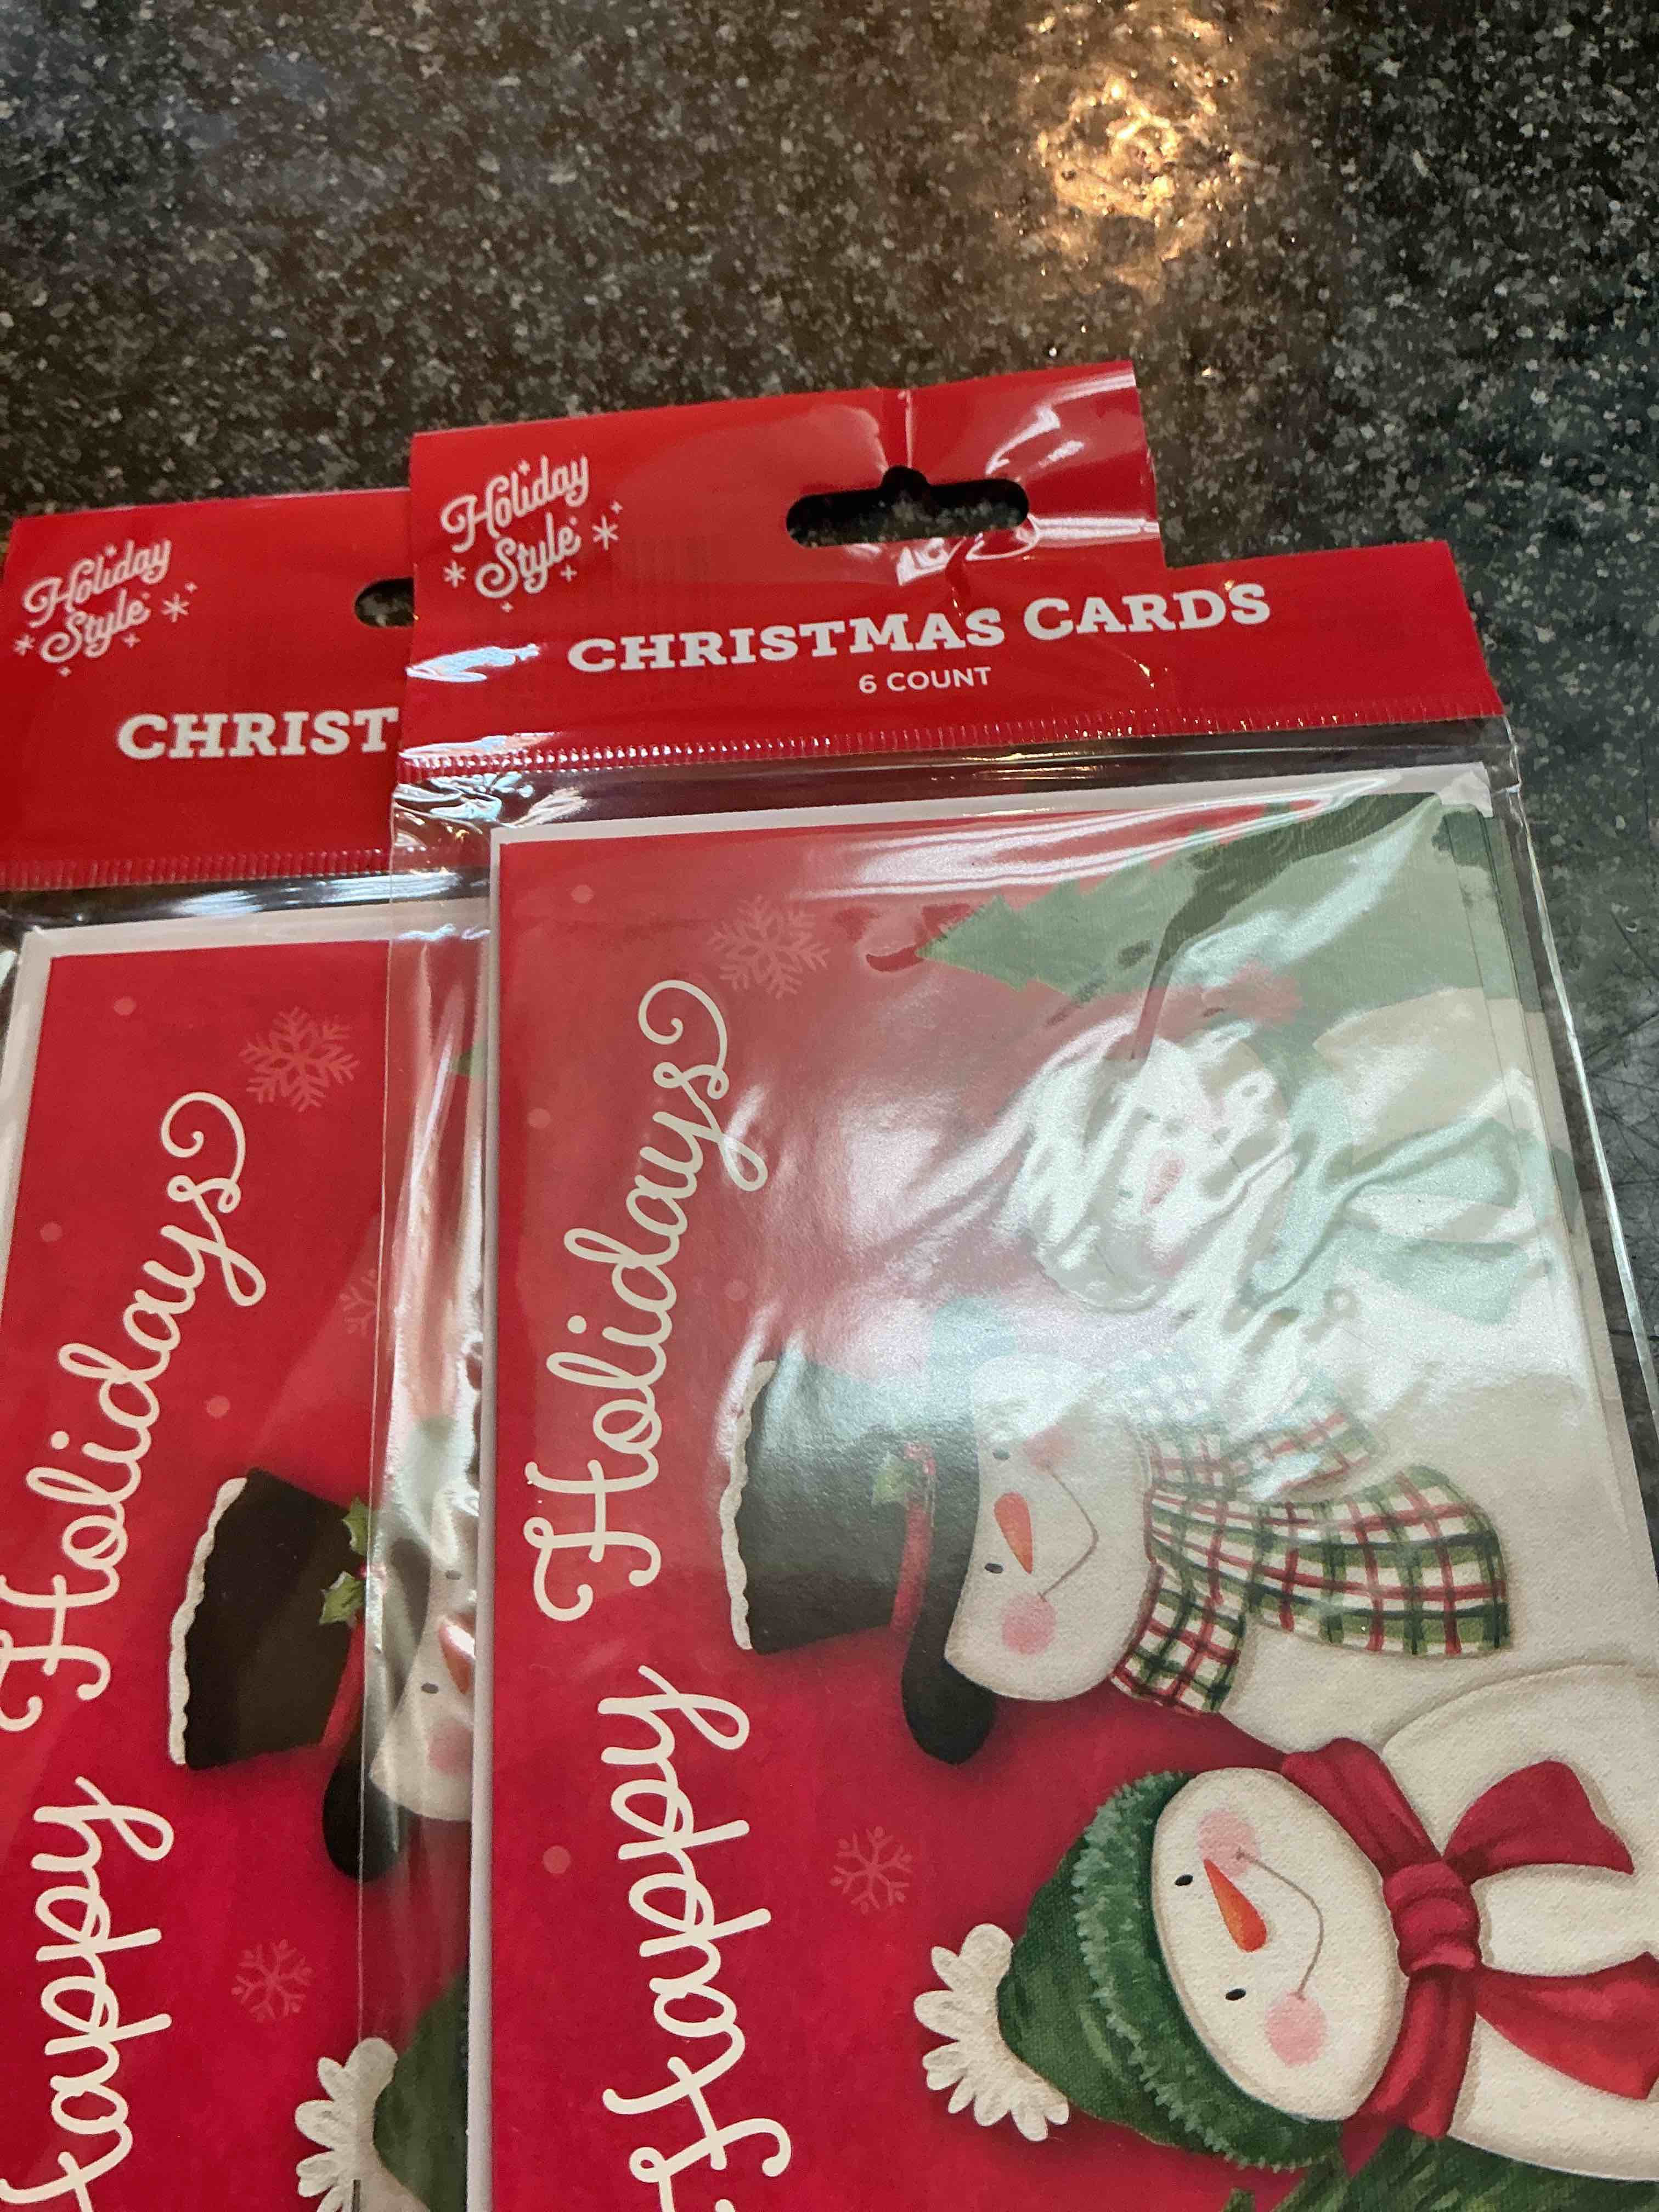 Holiday
Style
CHRIST
Happy Holidays
Holiday
Style
CHRISTMAS CARDS
6 COUNT
Happy Holidays